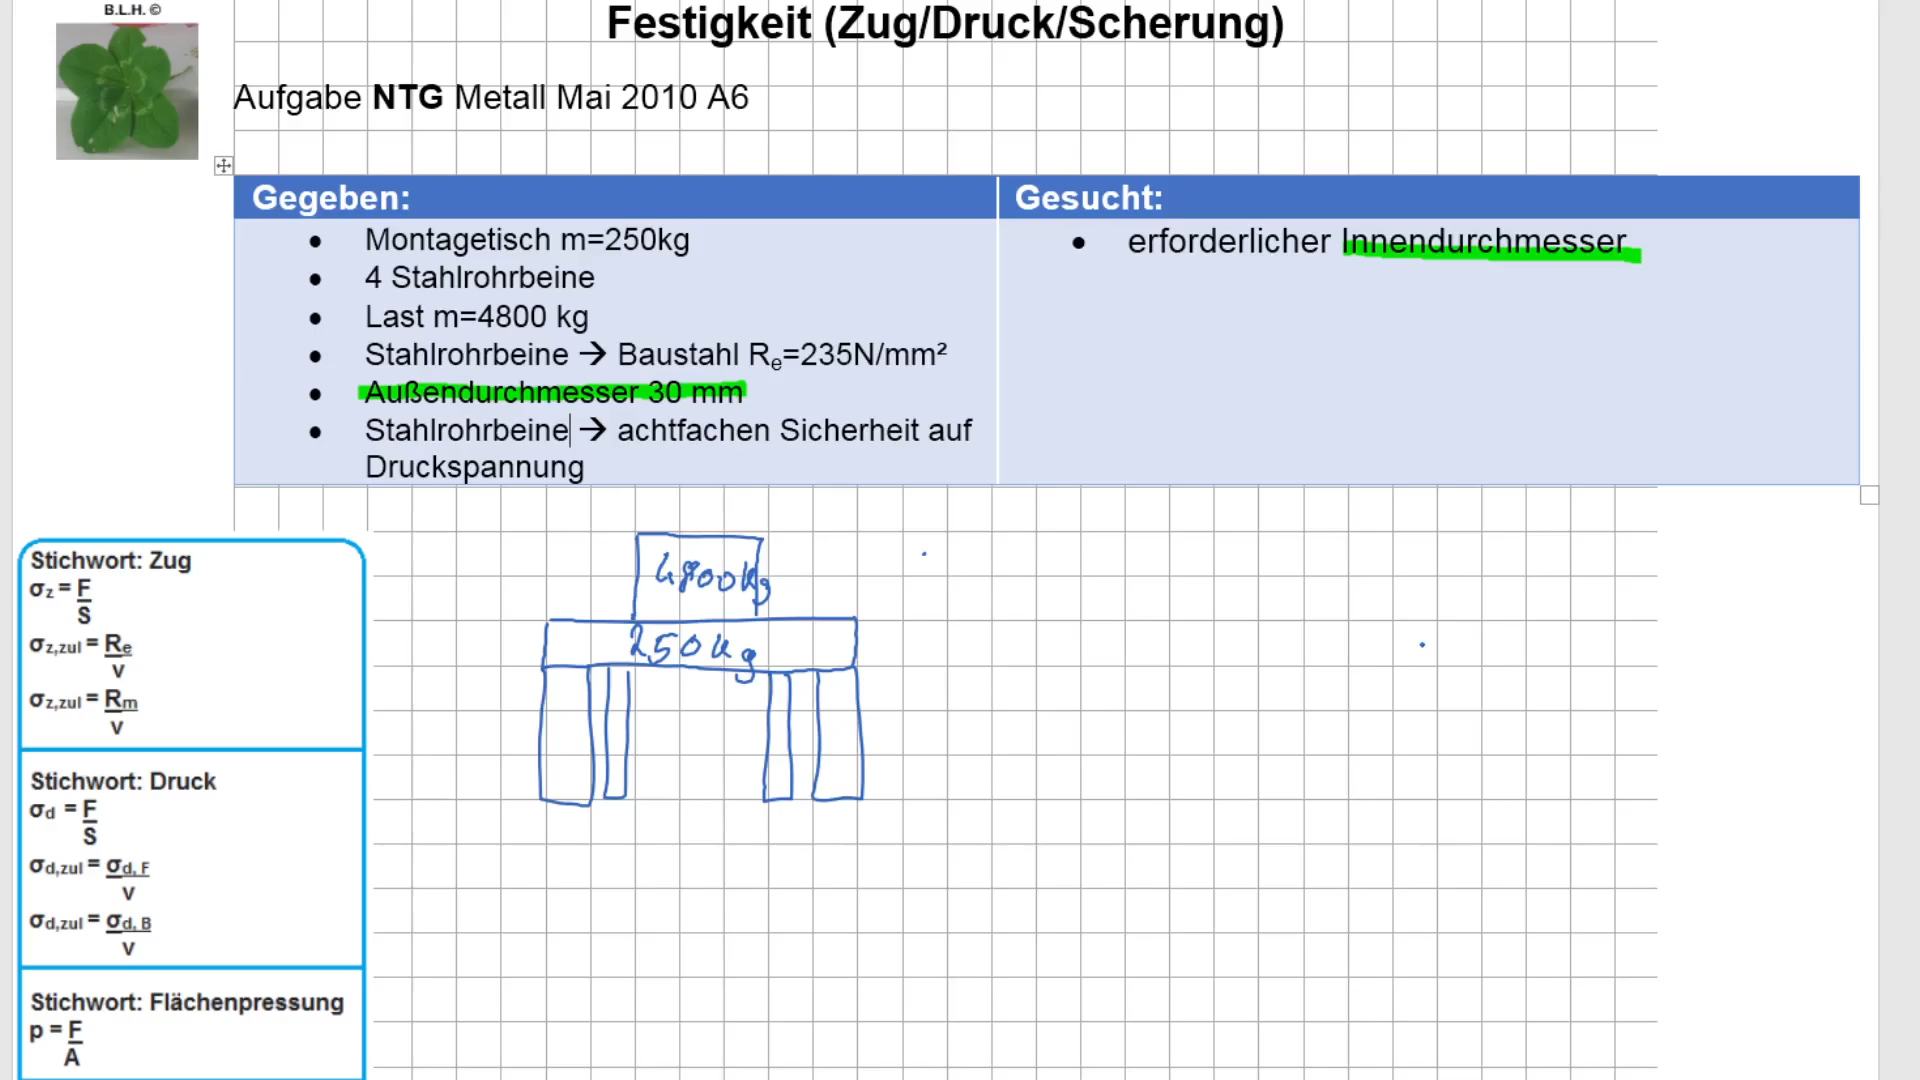 B.L.H. ©
Festigkeit (Zug/Druck/Scherung)
Aufgabe NTG Metall Mai 2010 A6
Gegeben:
• Montagetisch m=250kg
• 4 Stahlrohrbeine
• Last m=4800 kg
• Stahlrohrbeine → Baustahl Re=235N/mm²
• Außendurchmesser 30 mm
• Stahlrohrbeine → achtfachen Sicherheit auf
Druckspannung
Gesucht:
• erforderlicher Innendurchmesser
4800kg
250kg
Stichwort: Zug
σz = F
S
σz,zul = Re
v
σz,zul = Rm
v
Stichwort: Druck
σd = F
S
σd,zul = σd, F
v
σd,zul = σd, B
v
Stichwort: Flächenpressung
p = F
A